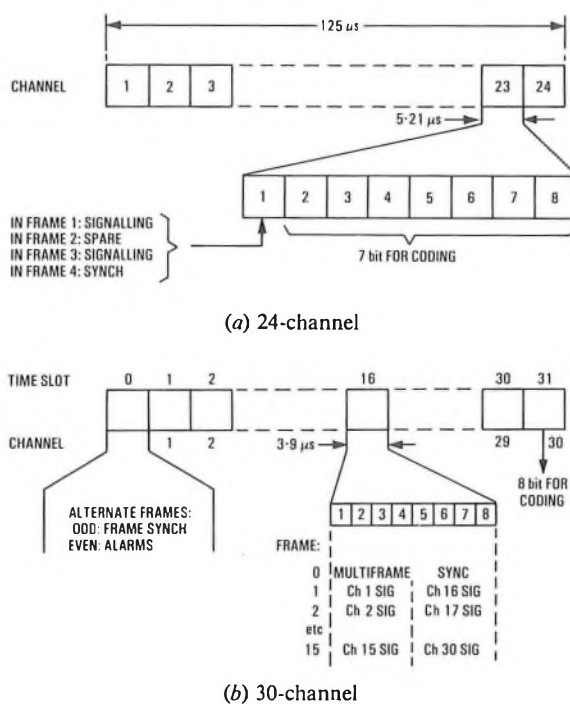 125 μs
CHANNEL
1 2 3 23 24
5·21 μs
1 2 3 4 5 6 7 8
IN FRAME 1: SIGNALLING
IN FRAME 2: SPARE
IN FRAME 3: SIGNALLING
IN FRAME 4: SYNCH
7 bit FOR CODING
(a) 24-channel
TIME SLOT 0 1 2 16 30 31
CHANNEL 1 2 29 30
3·9 μs
8 bit FOR
CODING
ALTERNATE FRAMES:
ODD: FRAME SYNCH
EVEN: ALARMS
1 2 3 4 5 6 7 8
FRAME:
0 MULTIFRAME SYNC
1 Ch 1 SIG Ch 16 SIG
2 Ch 2 SIG Ch 17 SIG
etc
15 Ch 15 SIG Ch 30 SIG
(b) 30-channel